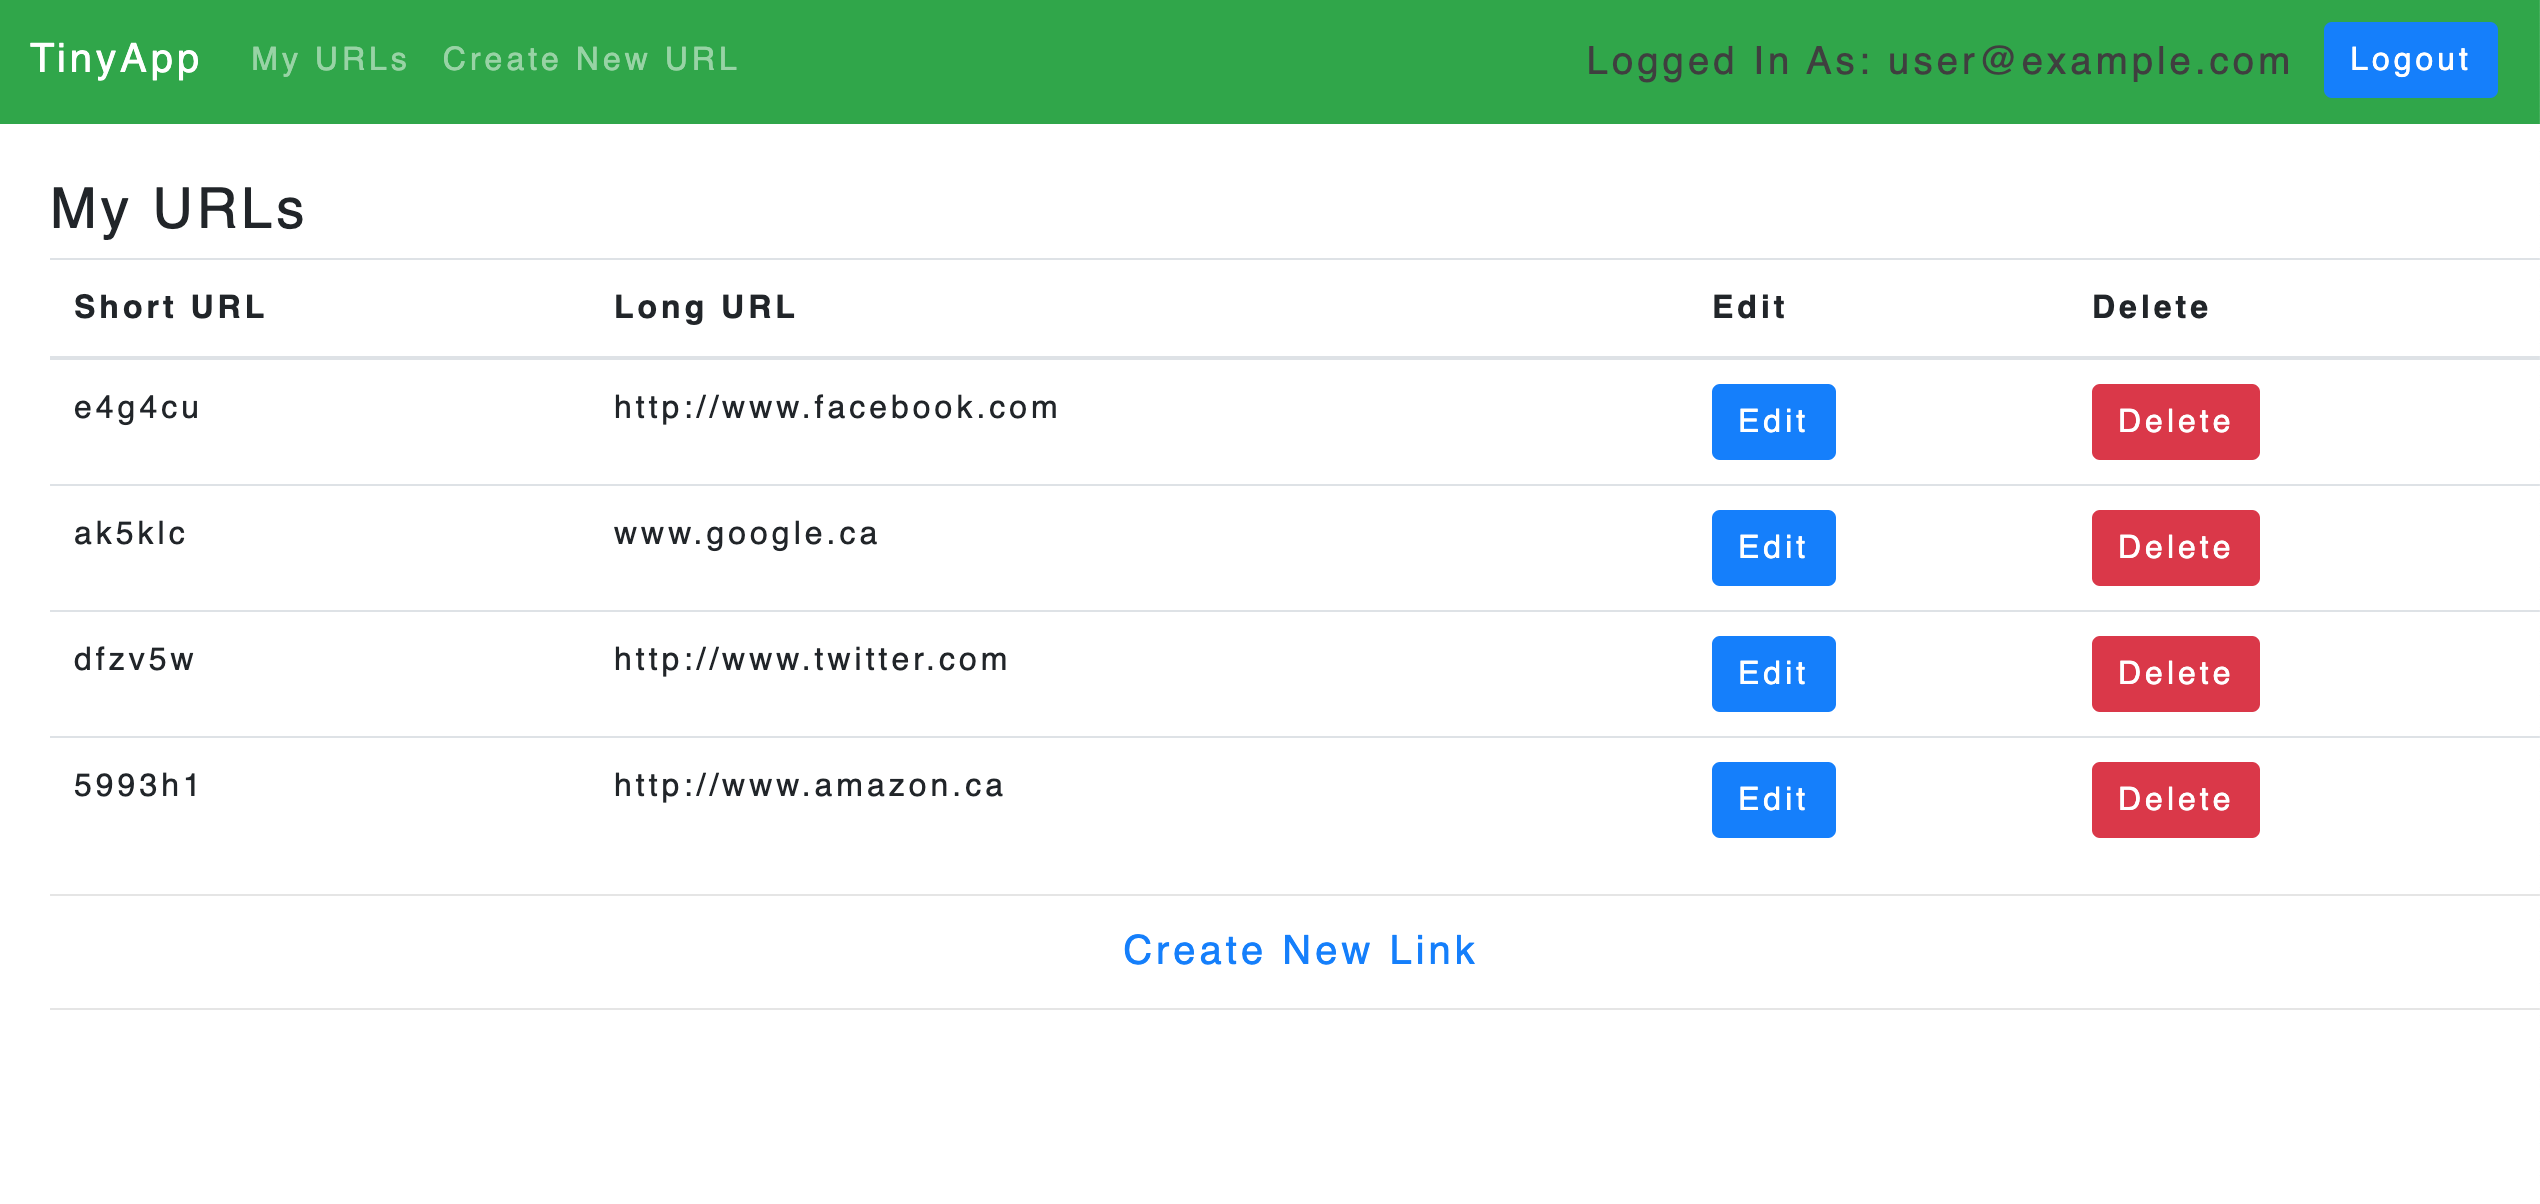 TinyApp My URLs Create New URL Logged In As: user@example.com Logout
My URLs
Short URL Long URL Edit Delete
e4g4cu http://www.facebook.com Edit Delete
ak5klc www.google.ca Edit Delete
dfzv5w http://www.twitter.com Edit Delete
5993h1 http://www.amazon.ca Edit Delete
Create New Link